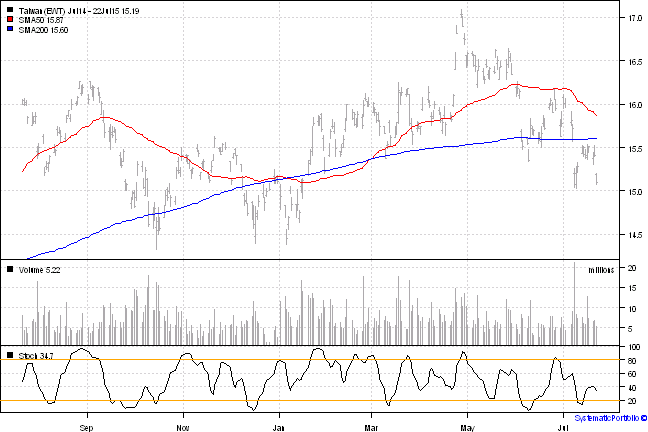 Taiwan (EWT) Jul14 - 22Jul15 15.19
SMA50 15.87
SMA200 15.60
17.0
16.5
16.0
15.5
15.0
14.5
Volume 5.22
millions
20
15
10
5
Stoch 34.7
80
60
40
20
Sep
Nov
Jan
Mar
May
Jul
SystematicPortfolio ©